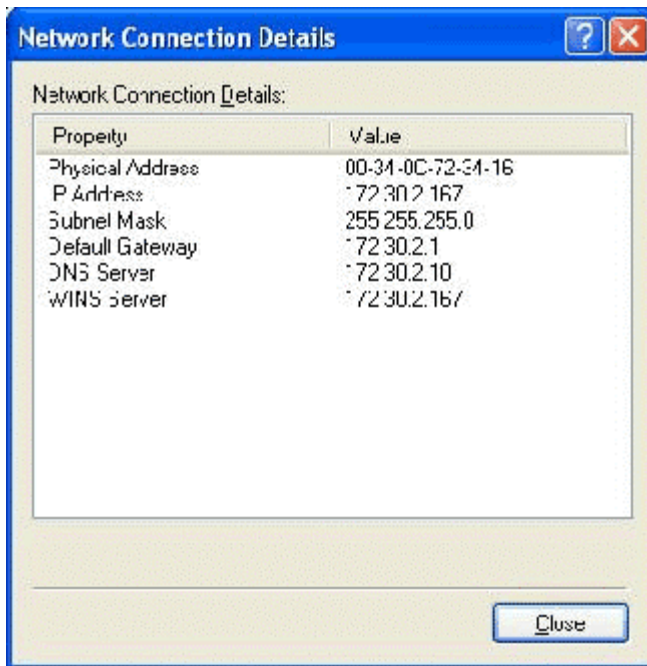 Network Connection Details
Network Connection Details:
Property Value
Physical Address 00-34-0C-72-34-16
IP Address 172.30.2.167
Subnet Mask 255.255.255.0
Default Gateway 172.30.2.1
DNS Server 172.30.2.10
WINS Server 172.30.2.167
Close